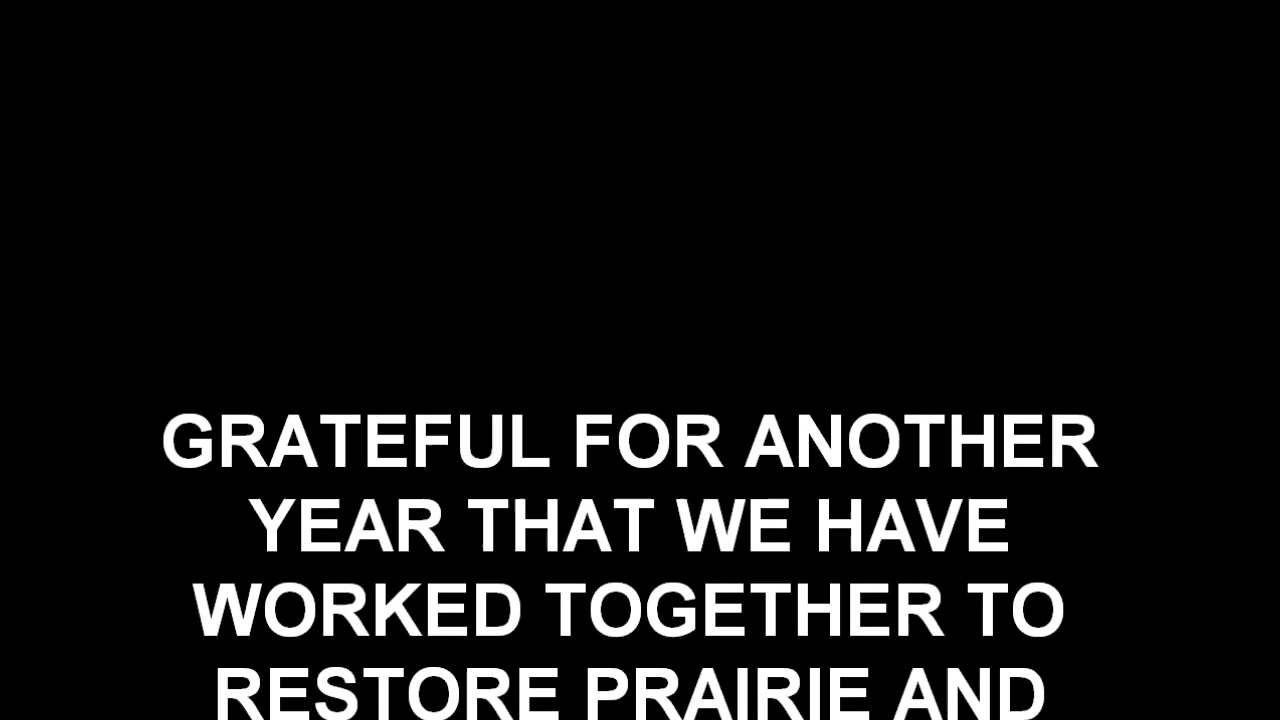 GRATEFUL FOR ANOTHER
YEAR THAT WE HAVE
WORKED TOGETHER TO
RESTORE PRAIRIE AND